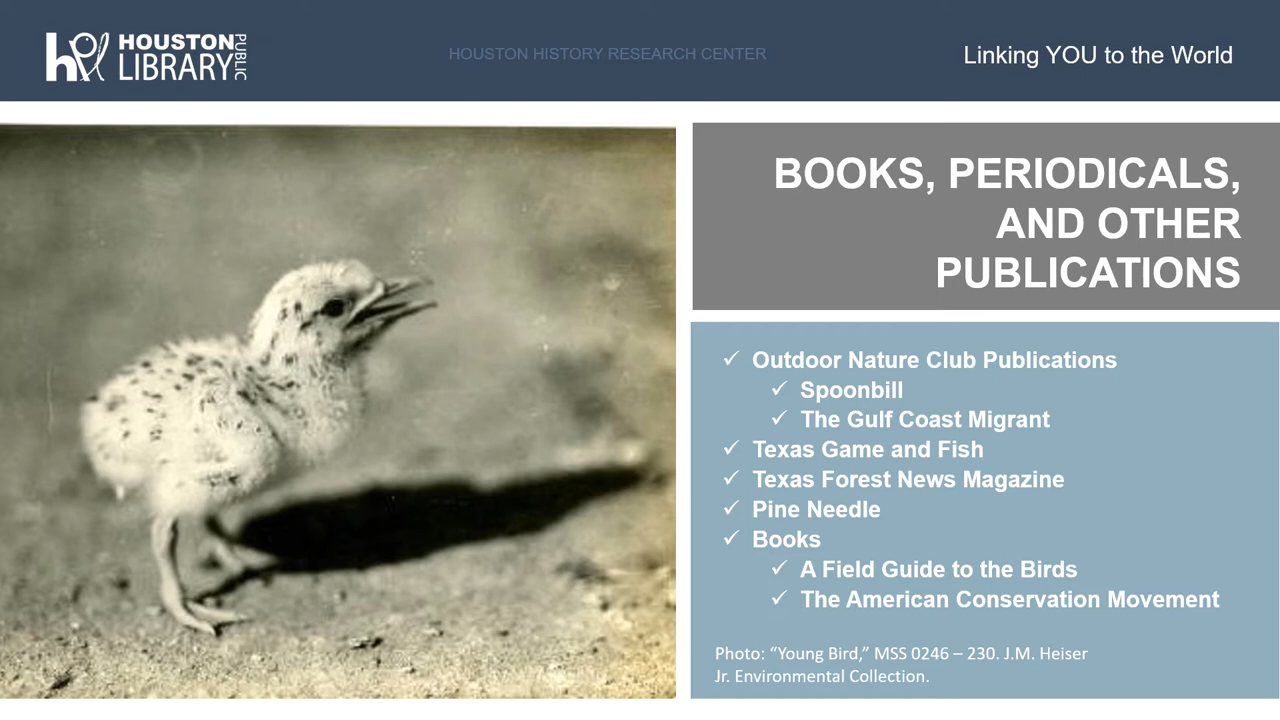 HOUSTON
LIBRARY
PUBLIC
HOUSTON HISTORY RESEARCH CENTER
Linking YOU to the World
BOOKS, PERIODICALS,
AND OTHER
PUBLICATIONS
✓ Outdoor Nature Club Publications
✓ Spoonbill
✓ The Gulf Coast Migrant
✓ Texas Game and Fish
✓ Texas Forest News Magazine
✓ Pine Needle
✓ Books
✓ A Field Guide to the Birds
✓ The American Conservation Movement
Photo: “Young Bird,” MSS 0246 – 230. J.M. Heiser
Jr. Environmental Collection.